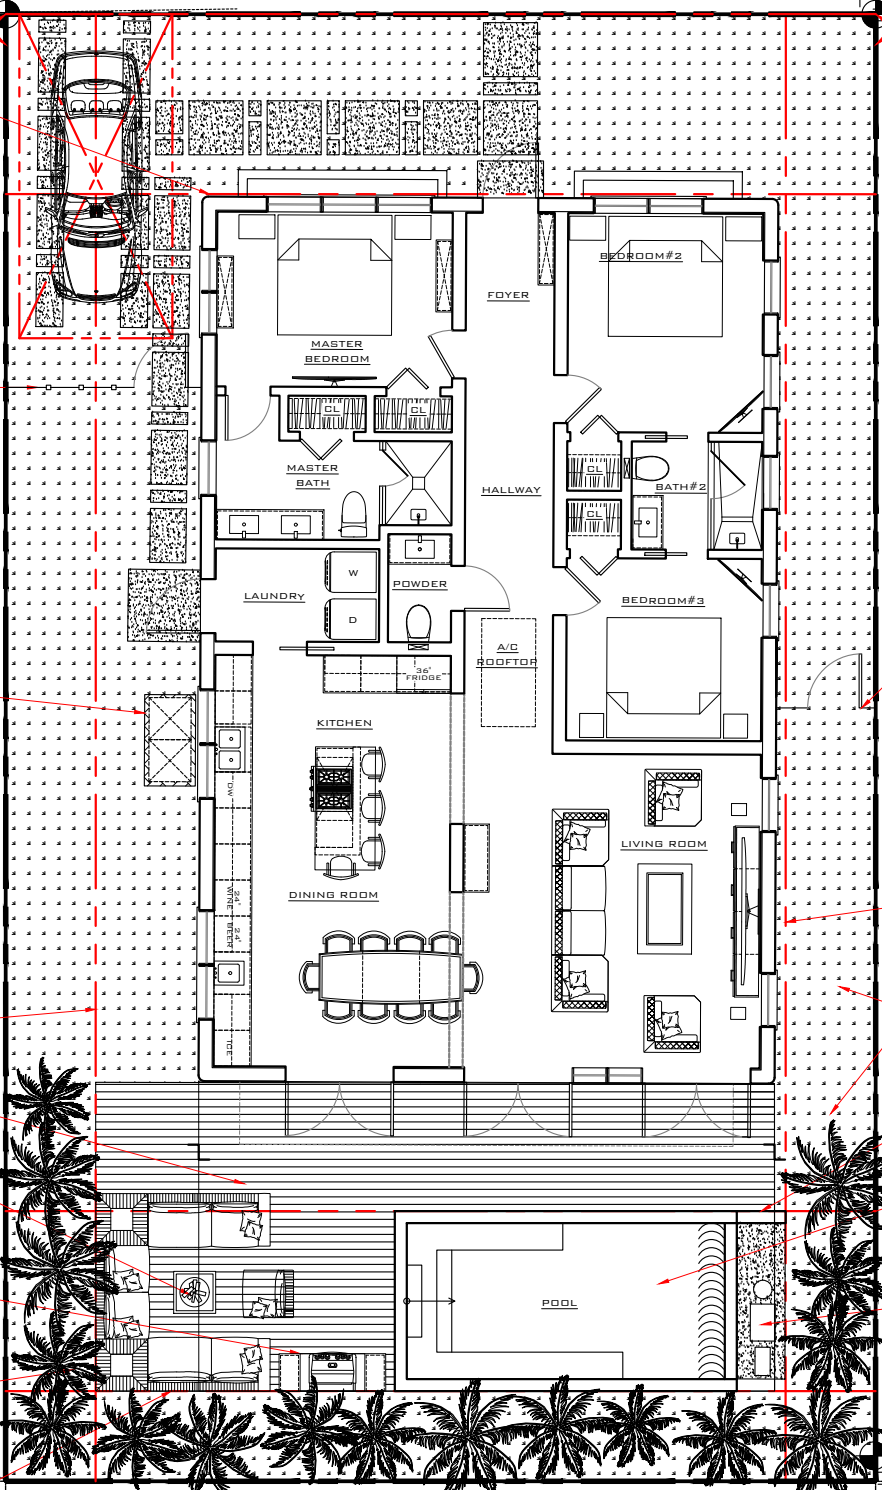 BEDROOM#2
FOYER
MASTER
BEDROOM
CL
CL
MASTER
BATH
CL
HALLWAY
BATH#2
CL
W
POWDER
LAUNDRY
BEDROOM#3
D
A/C
ROOFTOP
36"
FRIDGE
KITCHEN
DW
LIVING ROOM
DINING ROOM
24"
WINE
24"
BEER
ICE
POOL